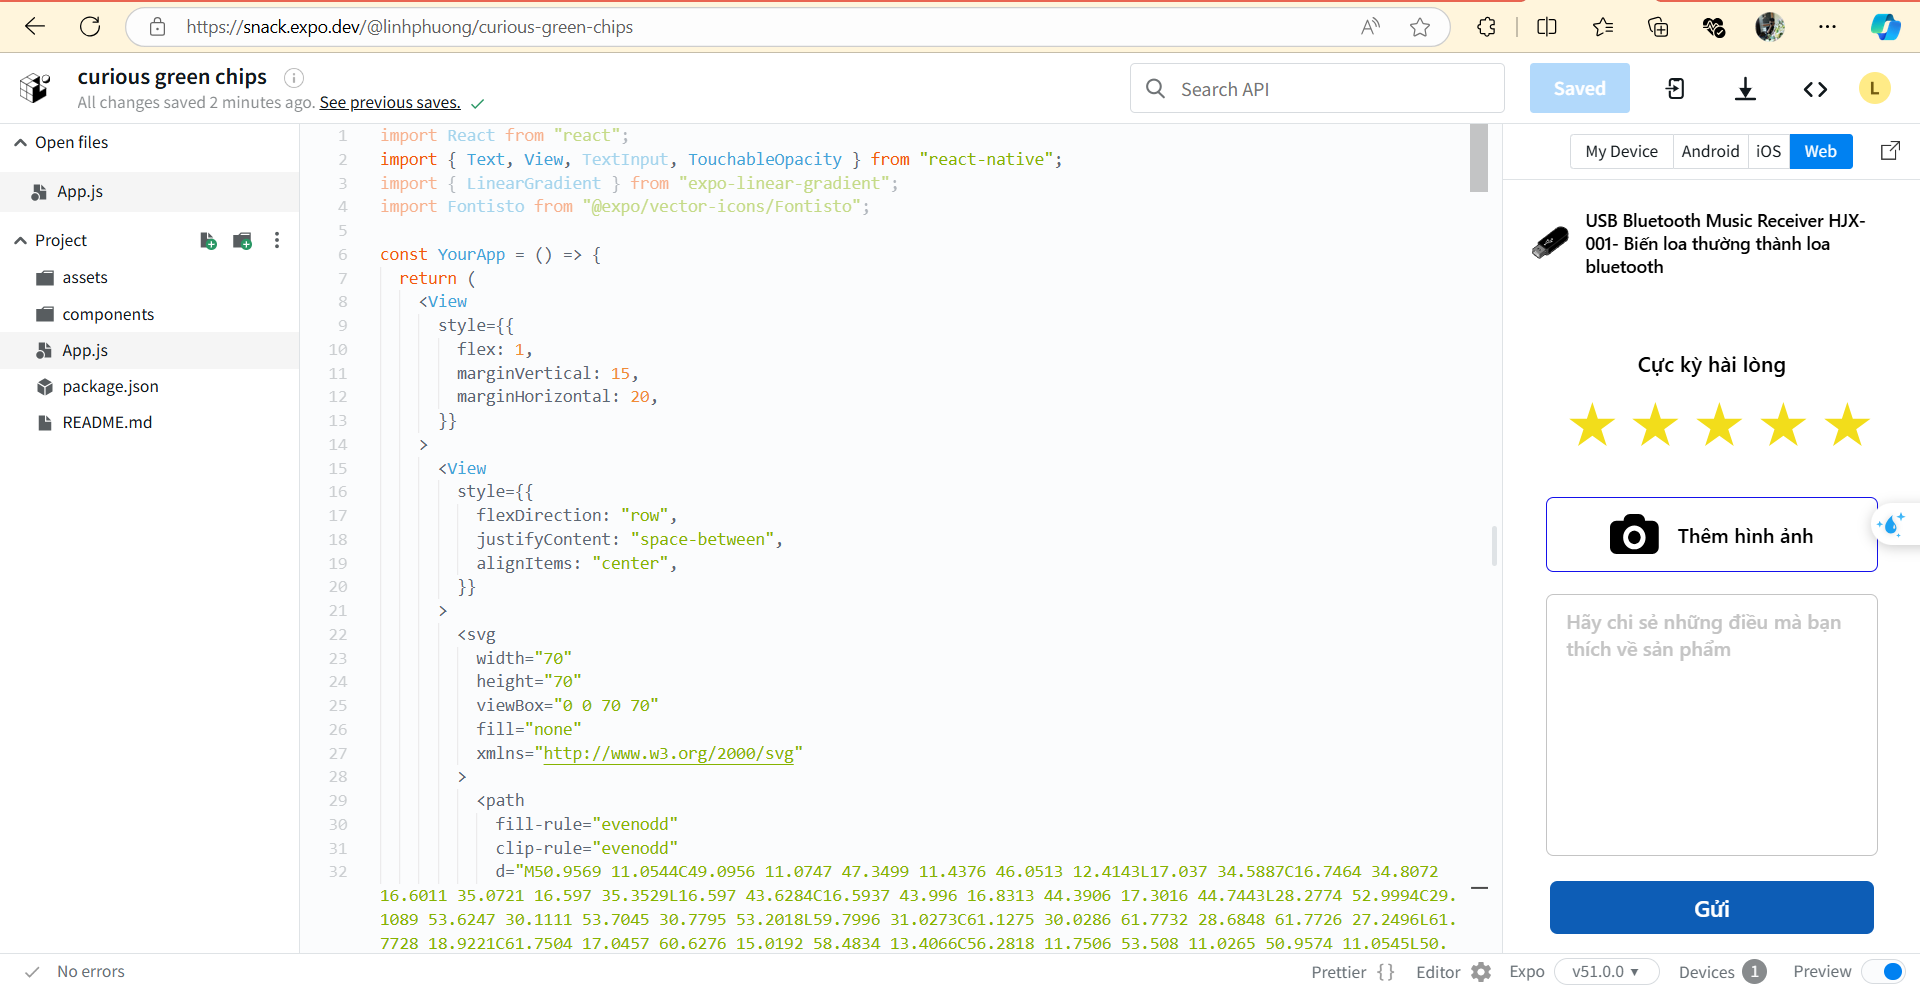 https://snack.expo.dev/@linhphuong/curious-green-chips
curious green chips
All changes saved 2 minutes ago. See previous saves.
Search API
Saved
L
Open files
App.js
Project
assets
components
App.js
package.json
README.md
1 import React from "react";
2 import { Text, View, TextInput, TouchableOpacity } from "react-native";
3 import { LinearGradient } from "expo-linear-gradient";
4 import Fontisto from "@expo/vector-icons/Fontisto";
5
6 const YourApp = () => {
7 return (
8 <View
9 style={{
10 flex: 1,
11 marginVertical: 15,
12 marginHorizontal: 20,
13 }}
14 >
15 <View
16 style={{
17 flexDirection: "row",
18 justifyContent: "space-between",
19 alignItems: "center",
20 }}
21 >
22 <svg
23 width="70"
24 height="70"
25 viewBox="0 0 70 70"
26 fill="none"
27 xmlns="http://www.w3.org/2000/svg"
28 >
29 <path
30 fill-rule="evenodd"
31 clip-rule="evenodd"
32 d="M50.9569 11.0544C49.0956 11.0747 47.3499 11.4376 46.0513 12.4143L17.037 34.5887C16.7464 34.8072
16.6011 35.0721 16.597 35.3529L16.597 43.6284C16.5937 43.996 16.8313 44.3906 17.3016 44.7443L28.2774 52.9994C29.
1089 53.6247 30.1111 53.7045 30.7795 53.2018L59.7996 31.0273C61.1275 30.0286 61.7732 28.6848 61.7726 27.2496L61.
7728 18.9221C61.7504 17.0457 60.6276 15.0192 58.4834 13.4066C56.2818 11.7506 53.508 11.0265 50.9574 11.0545L50.
My Device
Android
iOS
Web
USB Bluetooth Music Receiver HJX-
001- Biến loa thường thành loa
bluetooth
Cực kỳ hài lòng
Thêm hình ảnh
Hãy chi sẻ những điều mà bạn
thích về sản phẩm
Gửi
No errors
Prettier { }
Editor
Expo
v51.0.0
Devices 1
Preview